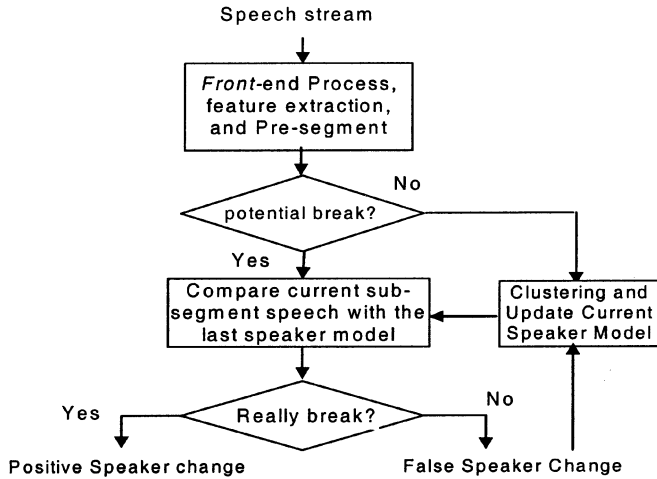 Speech stream
Front-end Process,
feature extraction,
and Pre-segment
No
potential break?
Yes
Compare current sub-
segment speech with the
last speaker model
Clustering and
Update Current
Speaker Model
Yes
Really break?
No
Positive Speaker change
False Speaker Change